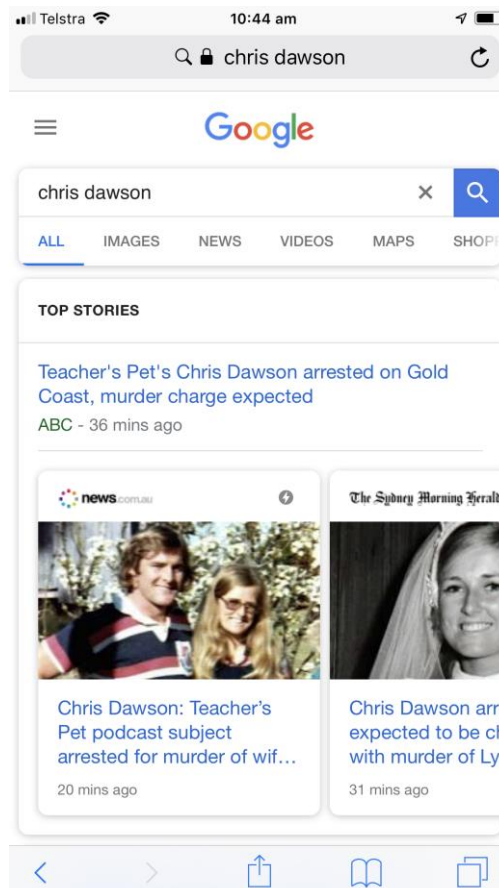 Telstra 10:44 am
chris dawson
Google
chris dawson
ALL IMAGES NEWS VIDEOS MAPS SHOP
TOP STORIES
Teacher's Pet's Chris Dawson arrested on Gold
Coast, murder charge expected
ABC - 36 mins ago
news.com.au
Chris Dawson: Teacher's
Pet podcast subject
arrested for murder of wif...
20 mins ago
The Sydney Morning Herald
Chris Dawson arr
expected to be ch
with murder of Ly
31 mins ago